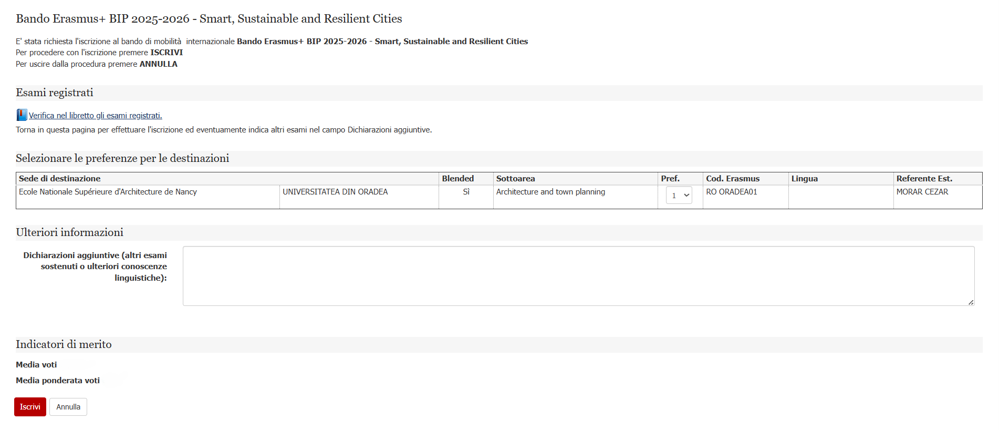 Bando Erasmus+ BIP 2025-2026 - Smart, Sustainable and Resilient Cities
E' stata richiesta l'iscrizione al bando di mobilità  internazionale Bando Erasmus+ BIP 2025-2026 - Smart, Sustainable and Resilient Cities
Per procedere con l'iscrizione premere ISCRIVI
Per uscire dalla procedura premere ANNULLA
Esami registrati
Verifica nel libretto gli esami registrati.
Torna in questa pagina per effettuare l'iscrizione ed eventuamente indica altri esami nel campo Dichiarazioni aggiuntive.
Selezionare le preferenze per le destinazioni
Sede di destinazione Blended Sottoarea Pref. Cod. Erasmus Lingua Referente Est.
Ecole Nationale Supérieure d'Architecture de Nancy UNIVERSITATEA DIN ORADEA Sì Architecture and town planning 1 RO ORADEA01 MORAR CEZAR
Ulteriori informazioni
Dichiarazioni aggiuntive (altri esami
sostenuti o ulteriori conoscenze
linguistiche):
Indicatori di merito
Media voti
Media ponderata voti
Iscrivi Annulla